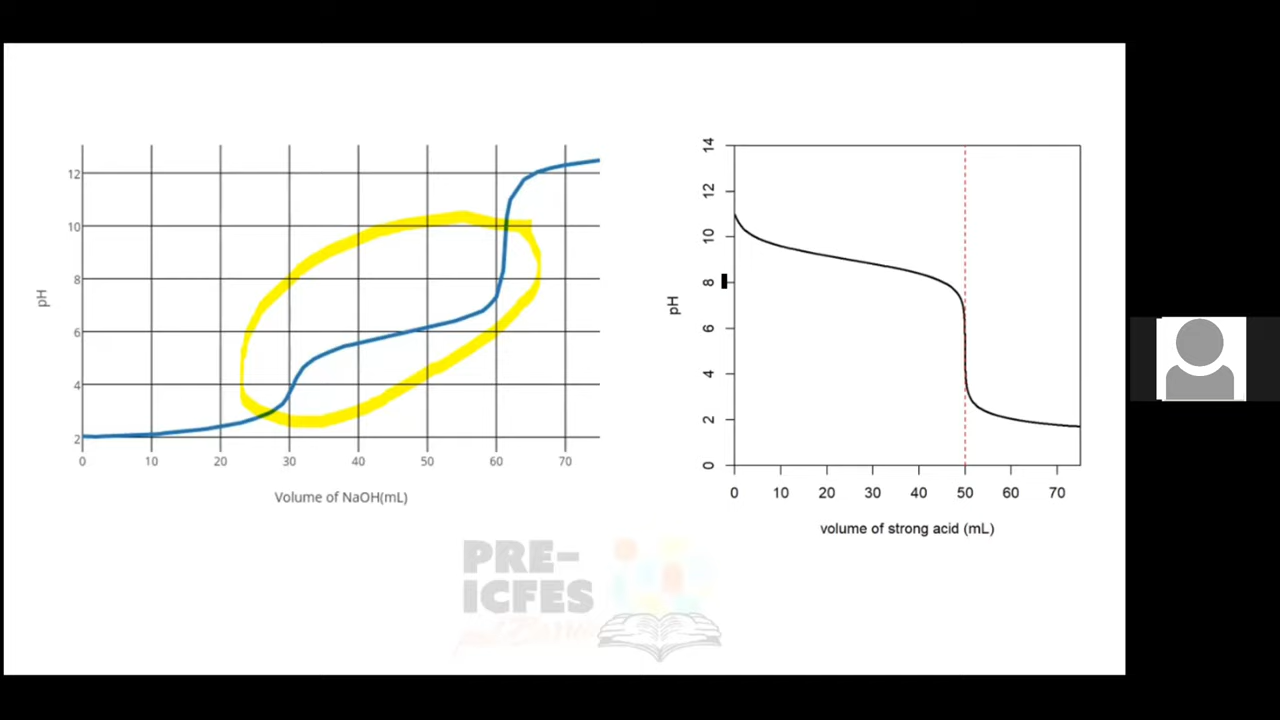 12
10
8
6
4
2
pH
0 10 20 30 40 50 60 70
Volume of NaOH(mL)
14
12
10
8
6
4
2
0
pH
0 10 20 30 40 50 60 70
volume of strong acid (mL)
PRE-
ICFES